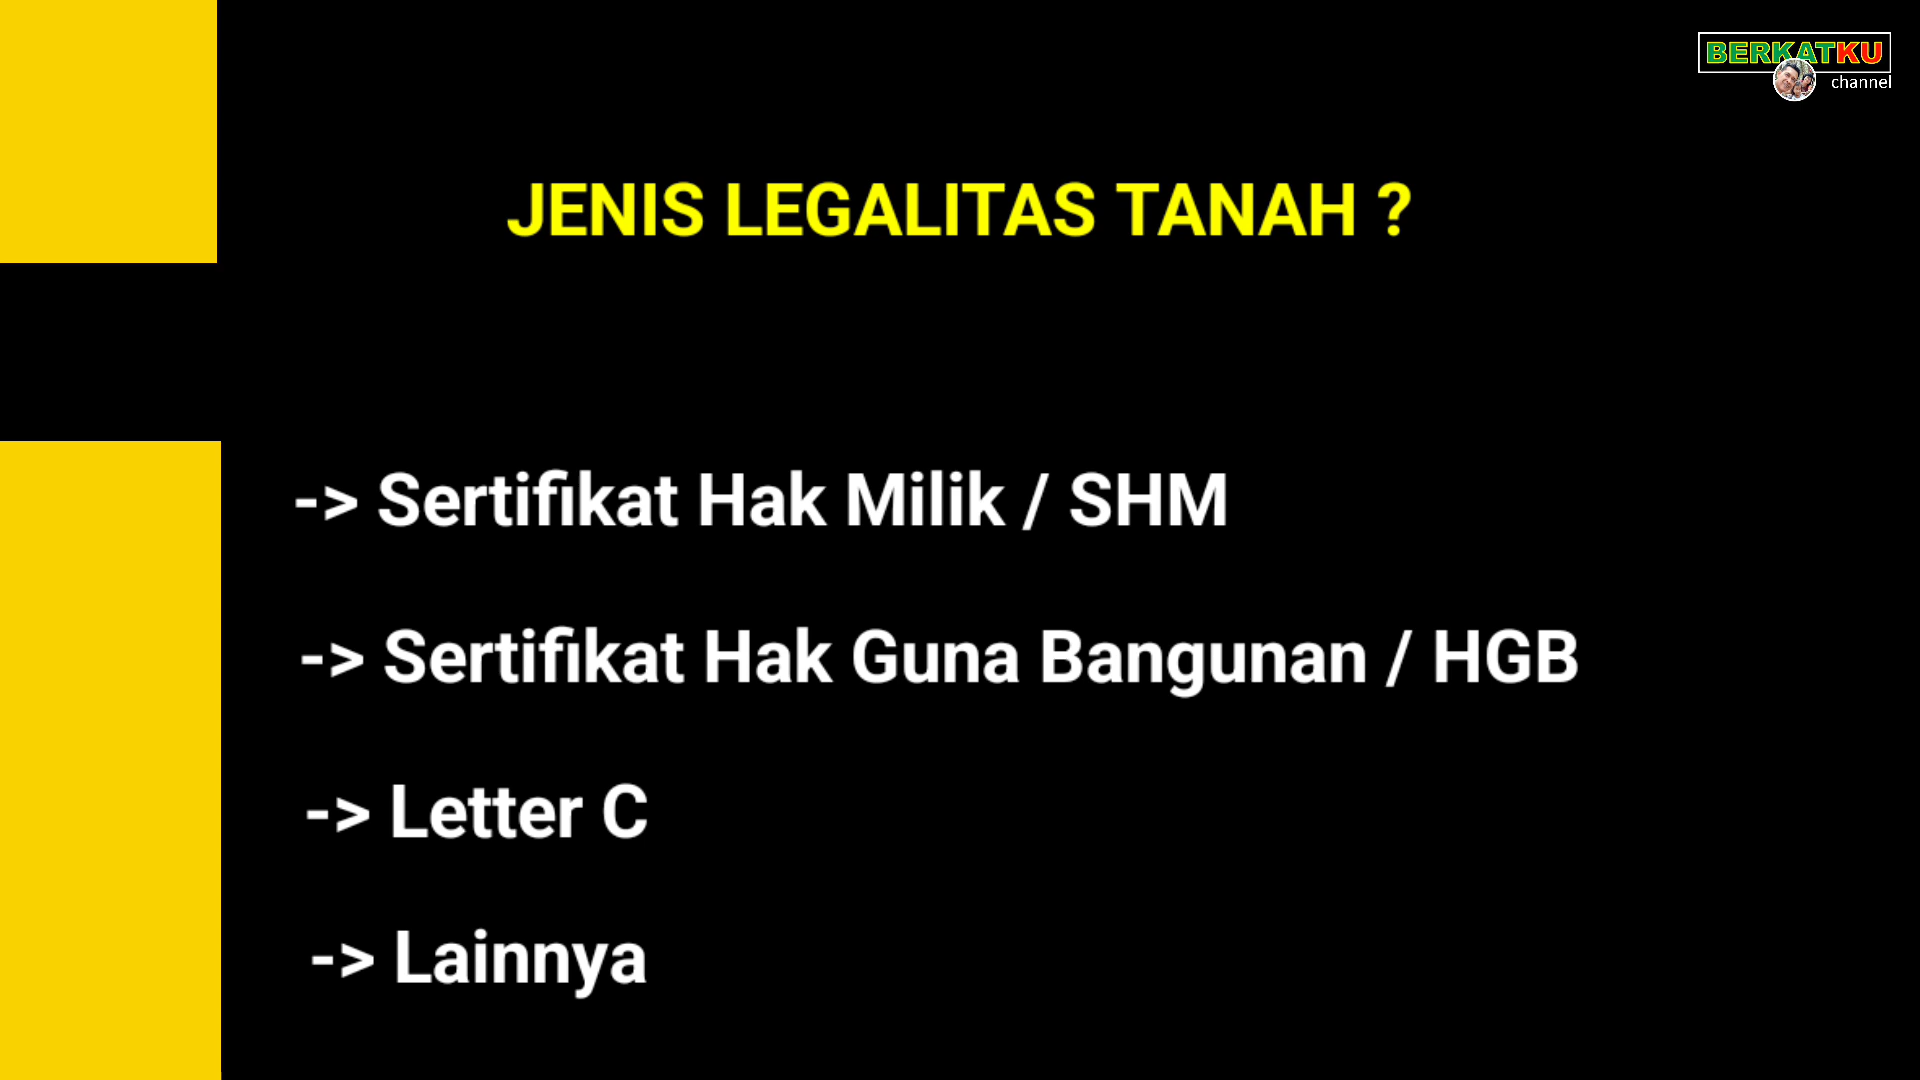 BERKATKU
channel
JENIS LEGALITAS TANAH ?
-> Sertifikat Hak Milik / SHM
-> Sertifikat Hak Guna Bangunan / HGB
-> Letter C
-> Lainnya